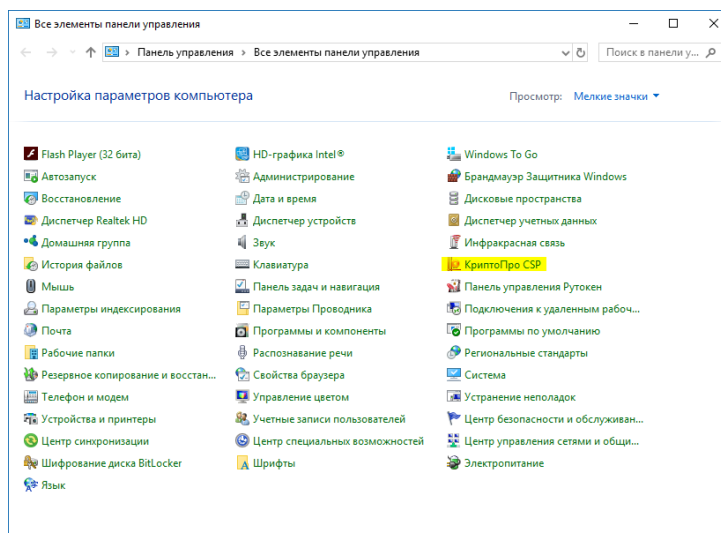 Все элементы панели управления
Панель управления > Все элементы панели управления
Поиск в панели у...
Настройка параметров компьютера
Просмотр: Мелкие значки
Flash Player (32 бита)
HD-графика Intel®
Windows To Go
Автозапуск
Администрирование
Брандмауэр Защитника Windows
Восстановление
Дата и время
Дисковые пространства
Диспетчер Realtek HD
Диспетчер устройств
Диспетчер учетных данных
Домашняя группа
Звук
Инфракрасная связь
История файлов
Клавиатура
КриптоПро CSP
Мышь
Панель задач и навигация
Панель управления Рутокен
Параметры индексирования
Параметры Проводника
Подключения к удаленным рабоч...
Почта
Программы и компоненты
Программы по умолчанию
Рабочие папки
Распознавание речи
Региональные стандарты
Резервное копирование и восстан...
Свойства браузера
Система
Телефон и модем
Управление цветом
Устранение неполадок
Устройства и принтеры
Учетные записи пользователей
Центр безопасности и обслуживан...
Центр синхронизации
Центр специальных возможностей
Центр управления сетями и общи...
Шифрование диска BitLocker
Шрифты
Электропитание
Язык